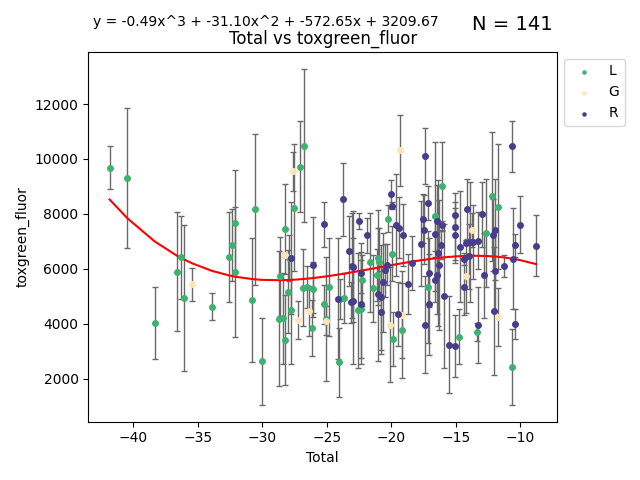 y = -0.49x^3 + -31.10x^2 + -572.65x + 3209.67
N = 141
Total vs toxgreen_fluor
toxgreen_fluor
12000
10000
8000
6000
4000
2000
−40
−35
−30
−25
−20
−15
−10
Total
L
G
R